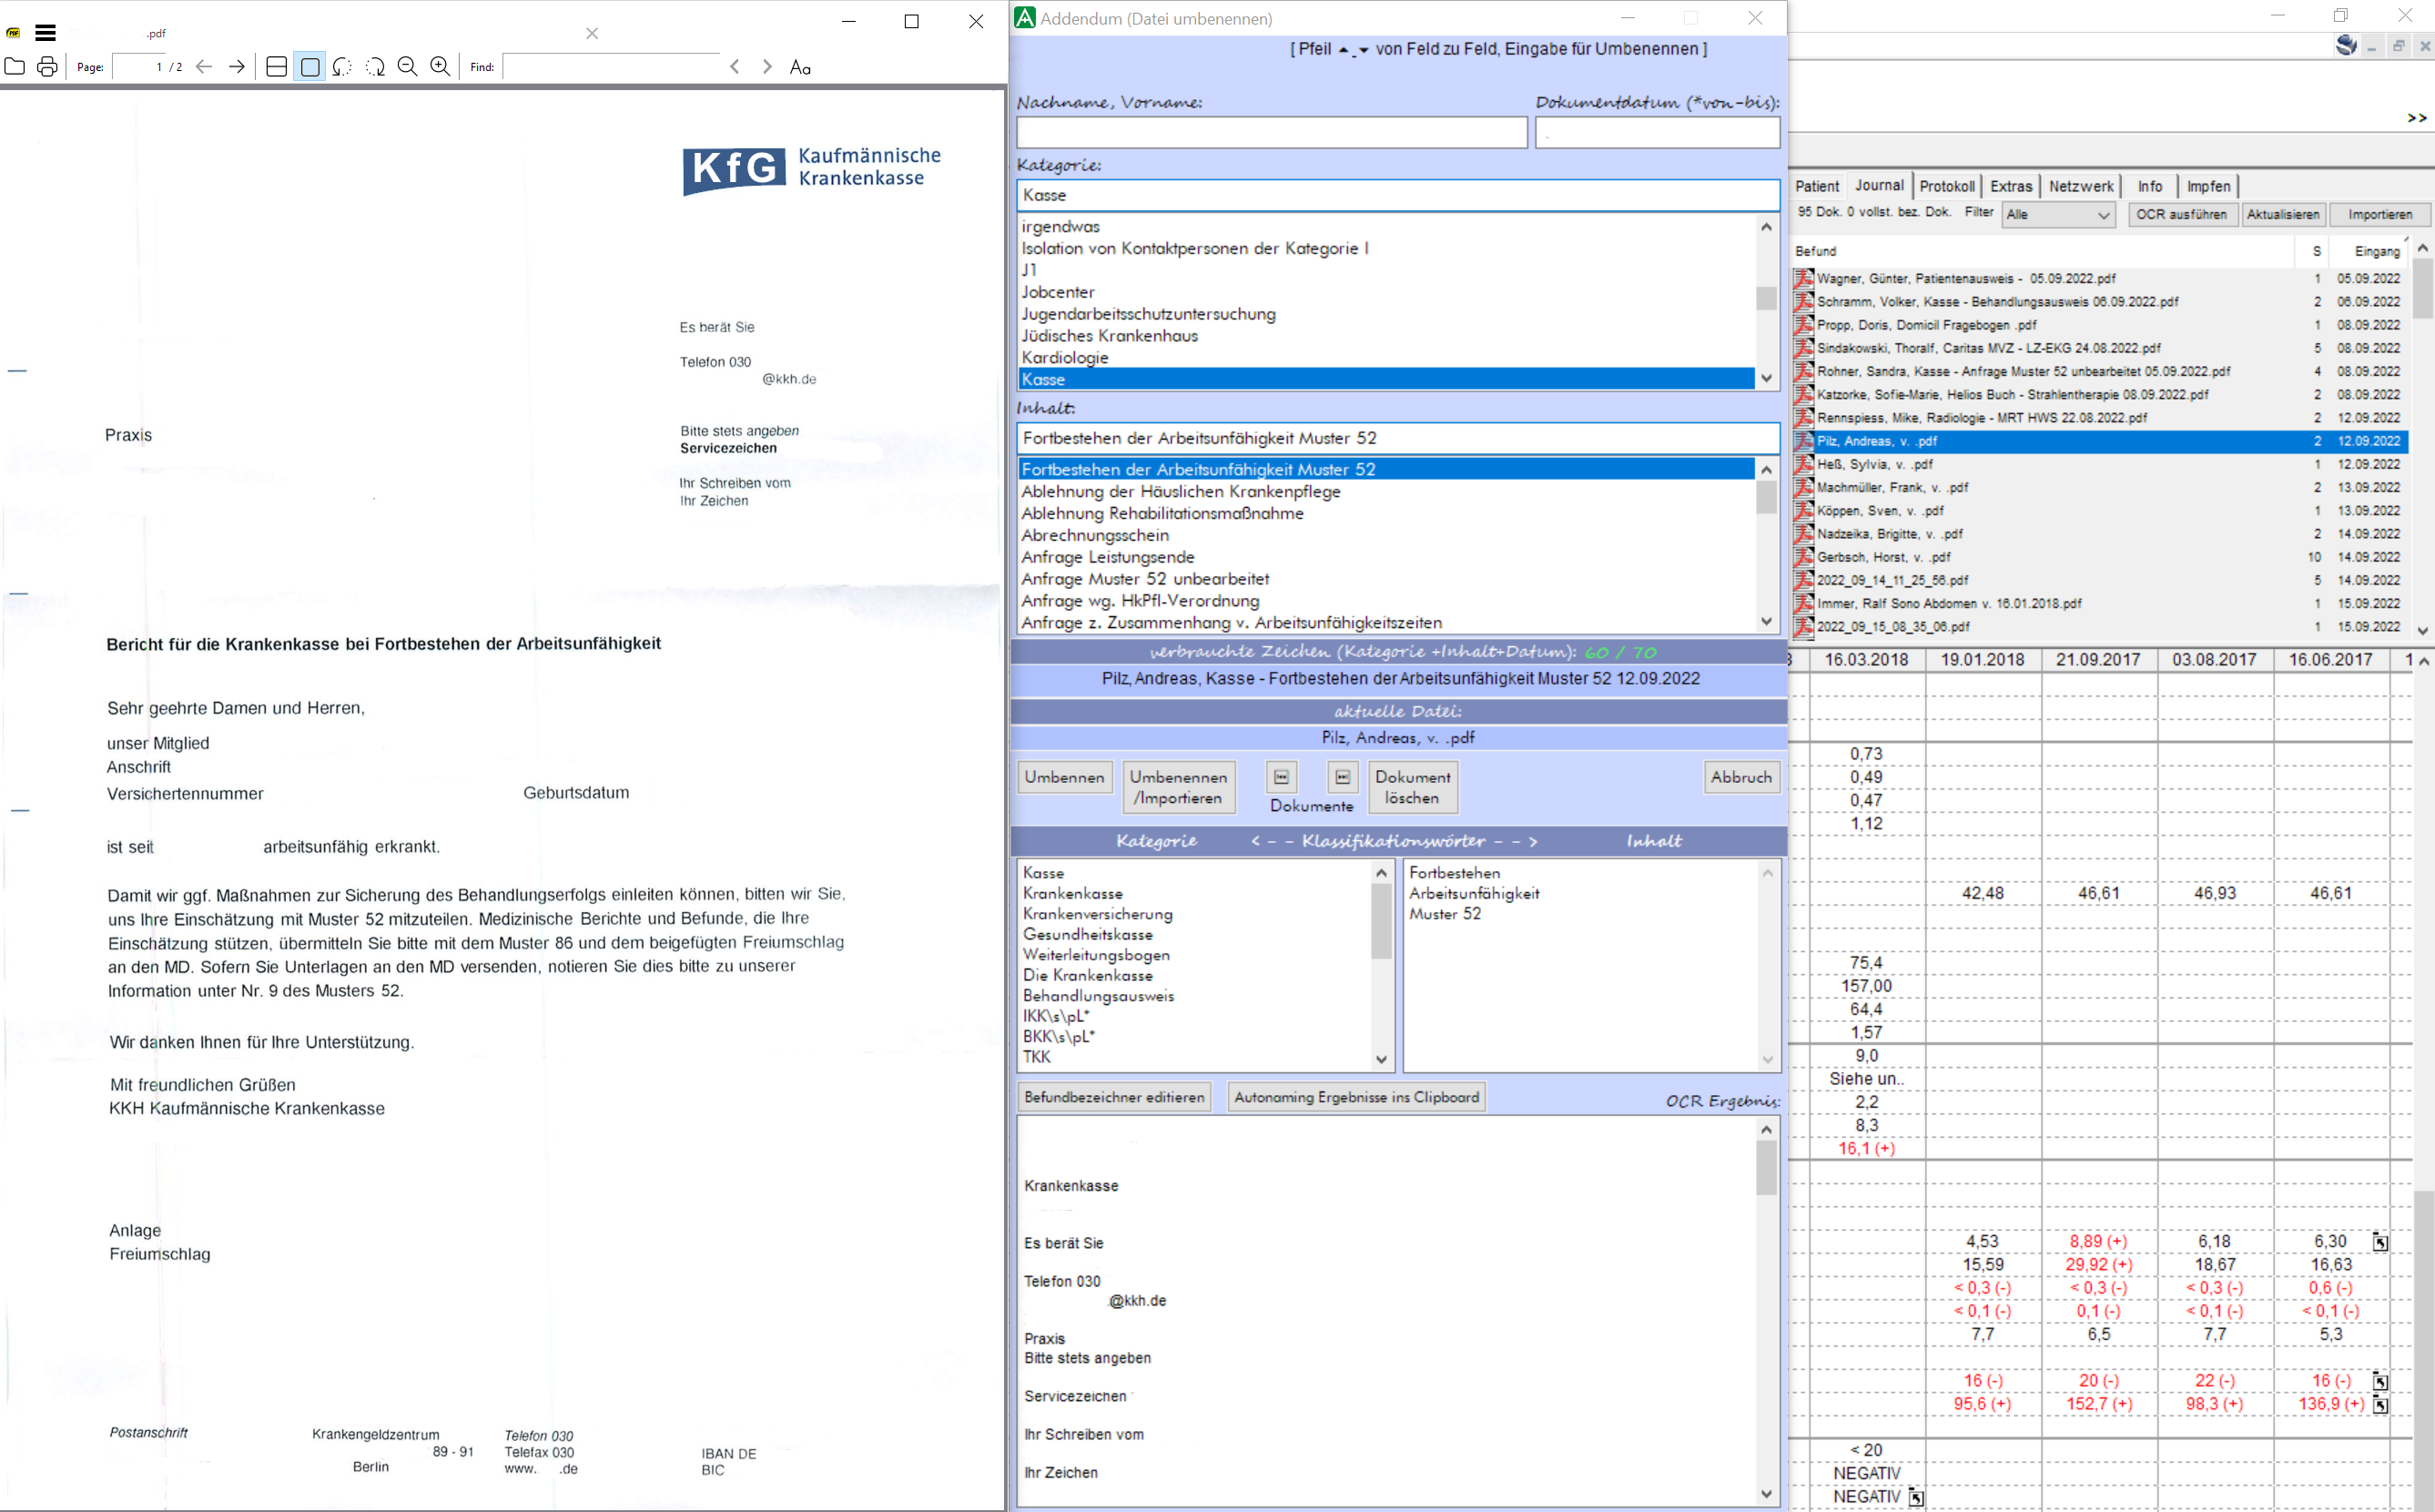 .pdf
Page: 1 / 2 Find: Aa
KfG Kaufmännische
Krankenkasse
Es berät Sie
Telefon 030
@kkh.de
Praxis
Bitte stets angeben
Servicezeichen
Ihr Schreiben vom
Ihr Zeichen
Bericht für die Krankenkasse bei Fortbestehen der Arbeitsunfähigkeit
Sehr geehrte Damen und Herren,
unser Mitglied
Anschrift
Versichertennummer Geburtsdatum
ist seit arbeitsunfähig erkrankt.
Damit wir ggf. Maßnahmen zur Sicherung des Behandlungserfolgs einleiten können, bitten wir Sie,
uns Ihre Einschätzung mit Muster 52 mitzuteilen. Medizinische Berichte und Befunde, die Ihre
Einschätzung stützen, übermitteln Sie bitte mit dem Muster 86 und dem beigefügten Freiumschlag
an den MD. Sofern Sie Unterlagen an den MD versenden, notieren Sie dies bitte zu unserer
Information unter Nr. 9 des Musters 52.
Wir danken Ihnen für Ihre Unterstützung.
Mit freundlichen Grüßen
KKH Kaufmännische Krankenkasse
Anlage
Freiumschlag
Postanschrift
Krankengeldzentrum
89 - 91
Berlin
Telefon 030
Telefax 030
www. .de
IBAN DE
BIC
Addendum (Datei umbenennen)
[ Pfeil ▲_▼ von Feld zu Feld, Eingabe für Umbenennen ]
Nachname, Vorname: Dokumentdatum (*von-bis):
Kategorie:
Kasse
irgendwas
Isolation von Kontaktpersonen der Kategorie I
J1
Jobcenter
Jugendarbeitsschutzuntersuchung
Jüdisches Krankenhaus
Kardiologie
Kasse
Inhalt:
Fortbestehen der Arbeitsunfähigkeit Muster 52
Fortbestehen der Arbeitsunfähigkeit Muster 52
Ablehnung der Häuslichen Krankenpflege
Ablehnung Rehabilitationsmaßnahme
Abrechnungsschein
Anfrage Leistungsende
Anfrage Muster 52 unbearbeitet
Anfrage wg. HkPfl-Verordnung
Anfrage z. Zusammenhang v. Arbeitsunfähigkeitszeiten
verbrauchte Zeichen (Kategorie +Inhalt+Datum): 60 / 70
Pilz, Andreas, Kasse - Fortbestehen der Arbeitsunfähigkeit Muster 52 12.09.2022
aktuelle Datei:
Pilz, Andreas, v. .pdf
Umbennen
Umbenennen
/Importieren
Dokumente
Dokument
löschen
Abbruch
Kategorie < - - Klassifikationswörter - - > Inhalt
Kasse
Krankenkasse
Krankenversicherung
Gesundheitskasse
Weiterleitungsbogen
Die Krankenkasse
Behandlungsausweis
IKK\s\pL*
BKK\s\pL*
TKK
Fortbestehen
Arbeitsunfähigkeit
Muster 52
Befundbezeichner editieren Autonaming Ergebnisse ins Clipboard OCR Ergebnis:
Krankenkasse
Es berät Sie
Telefon 030
.@kkh.de
Praxis
Bitte stets angeben
Servicezeichen
Ihr Schreiben vom
Ihr Zeichen
>>
Patient Journal Protokoll Extras Netzwerk Info Impfen
95 Dok. 0 vollst. bez. Dok. Filter Alle OCR ausführen Aktualisieren Importieren
Befund S Eingang
Wagner, Günter, Patientenausweis - 05.09.2022.pdf 1 05.09.2022
Schramm, Volker, Kasse - Behandlungsausweis 06.09.2022.pdf 2 06.09.2022
Propp, Doris, Domicil Fragebogen .pdf 1 08.09.2022
Sindakowski, Thoralf, Caritas MVZ - LZ-EKG 24.08.2022.pdf 5 08.09.2022
Rohner, Sandra, Kasse - Anfrage Muster 52 unbearbeitet 05.09.2022.pdf 4 08.09.2022
Katzorke, Sofie-Marie, Helios Buch - Strahlentherapie 08.09.2022.pdf 2 08.09.2022
Rennspiess, Mike, Radiologie - MRT HWS 22.08.2022.pdf 2 12.09.2022
Pilz, Andreas, v. .pdf 2 12.09.2022
Heß, Sylvia, v. .pdf 1 12.09.2022
Machmüller, Frank, v. .pdf 2 13.09.2022
Köppen, Sven, v. .pdf 1 13.09.2022
Nadzeika, Brigitte, v. .pdf 2 14.09.2022
Gerbsch, Horst, v. .pdf 10 14.09.2022
2022_09_14_11_25_56.pdf 5 14.09.2022
Immer, Ralf Sono Abdomen v. 16.01.2018.pdf 1 15.09.2022
2022_09_15_08_35_06.pdf 1 15.09.2022
16.03.2018 19.01.2018 21.09.2017 03.08.2017 16.06.2017 1
0,73
0,49
0,47
1,12
42,48 46,61 46,93 46,61
75,4
157,00
64,4
1,57
9,0
Siehe un..
2,2
8,3
16,1 (+)
4,53 8,89 (+) 6,18 6,30
15,59 29,92 (+) 18,67 16,63
< 0,3 (-) < 0,3 (-) < 0,3 (-) 0,6 (-)
< 0,1 (-) 0,1 (-) < 0,1 (-) < 0,1 (-)
7,7 6,5 7,7 5,3
16 (-) 20 (-) 22 (-) 16 (-)
95,6 (+) 152,7 (+) 98,3 (+) 136,9 (+)
< 20
NEGATIV
NEGATIV